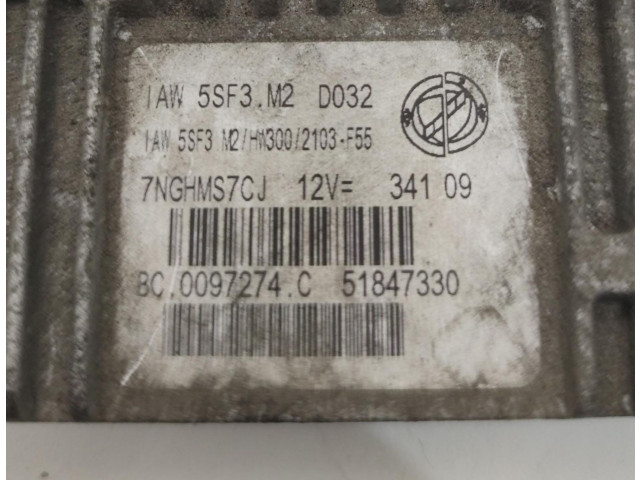 IAW 5SF3.M2 D032
IAW 5SF3 M2/HW300/2103-F55
7NGHMS7CJ 12V= 341 09
BC.0097274.C 51847330